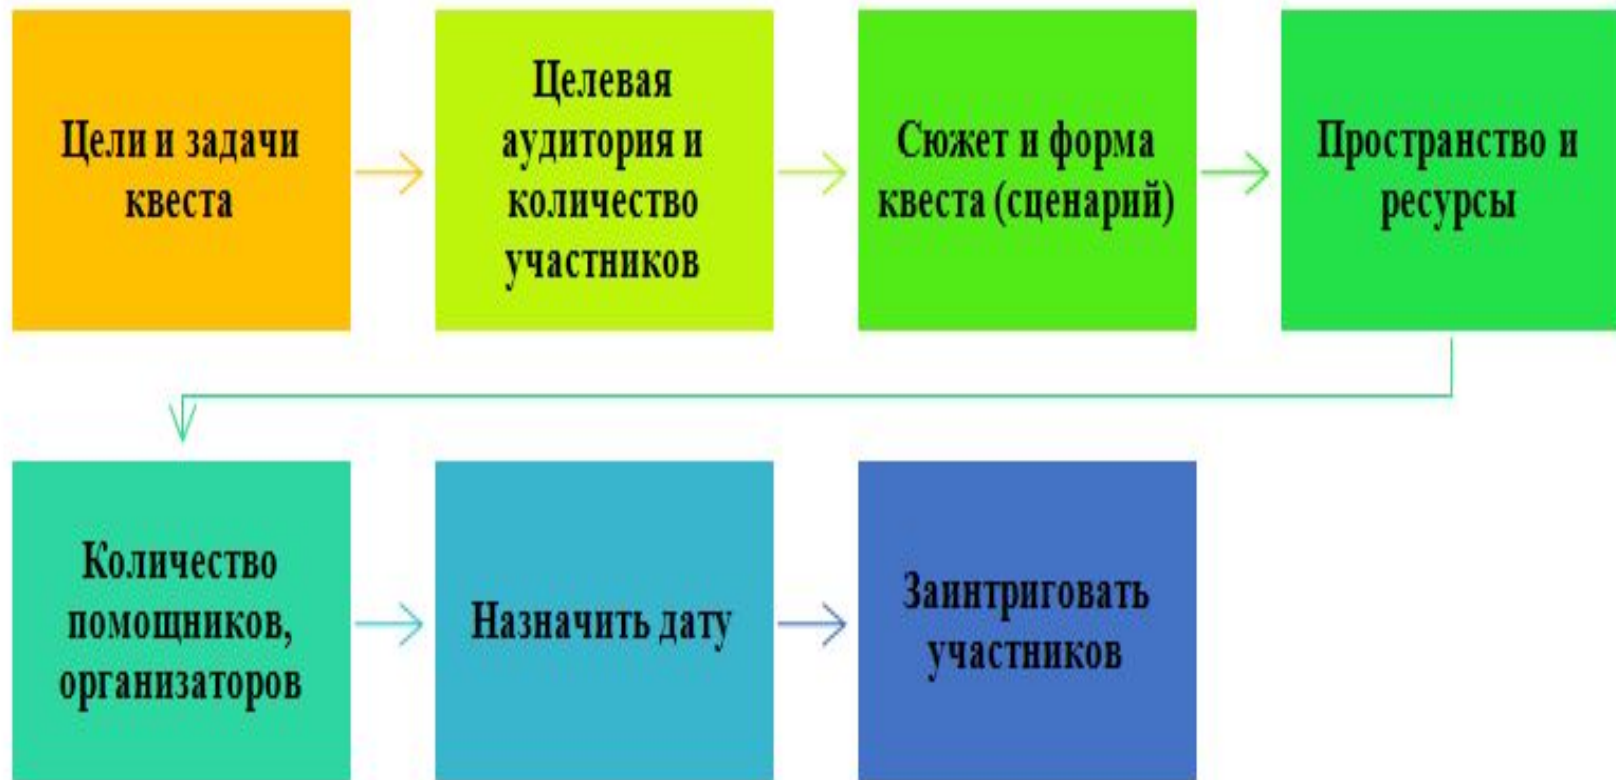 Цели и задачи
квеста
Целевая
аудитория и
количество
участников
Сюжет и форма
квеста (сценарий)
Пространство и
ресурсы
Количество
помощников,
организаторов
Назначить дату
Заинтриговать
участников